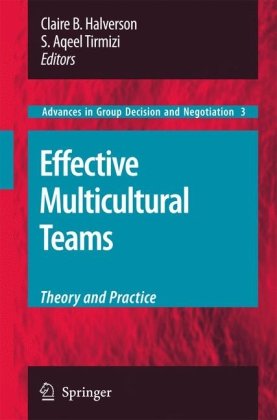 Claire B. Halverson
S. Aqeel Tirmizi
Editors
Advances in Group Decision and Negotiation 3
Effective
Multicultural
Teams
Theory and Practice
Springer